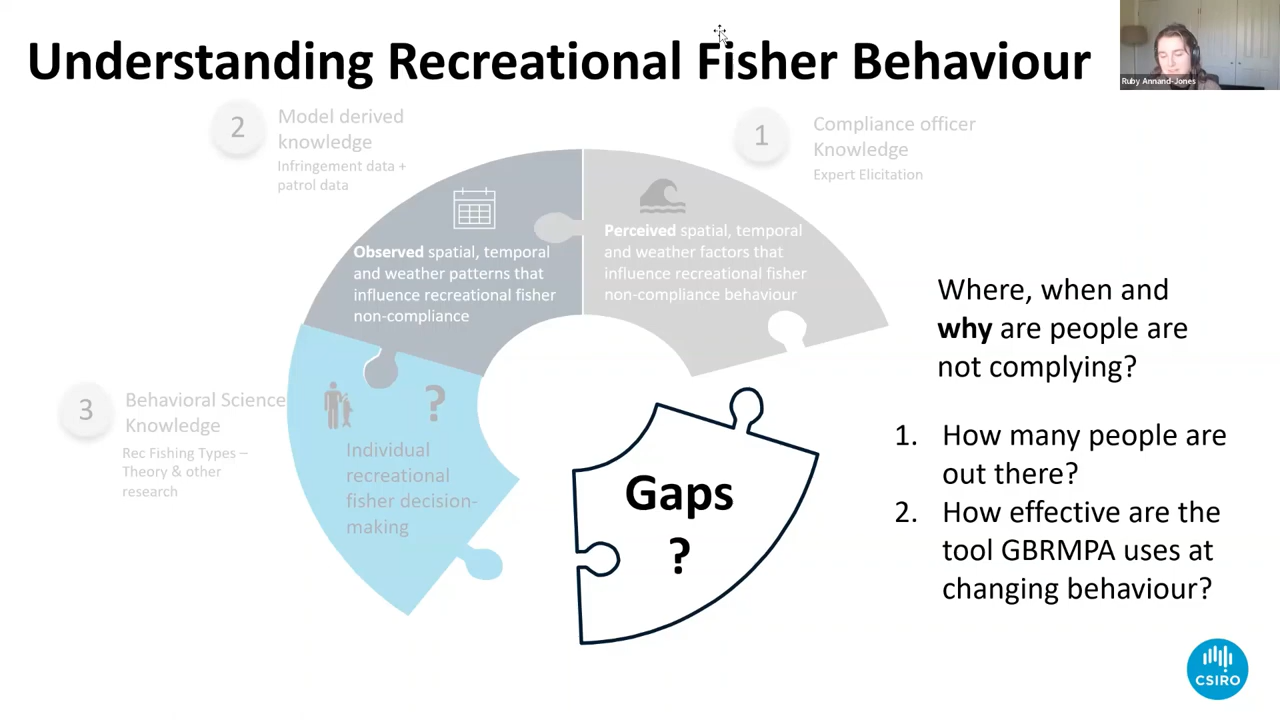 Understanding Recreational Fisher Behaviour
Ruby Annand-Jones
2
Model derived
knowledge
Infringement data +
patrol data
1
Compliance officer
Knowledge
Expert Elicitation
Observed spatial, temporal
and weather patterns that
influence recreational fisher
non-compliance
Perceived spatial, temporal
and weather factors that
influence recreational fisher
non-compliance behaviour
3
Behavioral Science
Knowledge
Rec Fishing Types –
Theory & other
research
?
Individual
recreational
fisher decision-
making
Gaps
?
Where, when and
why are people are
not complying?
1. How many people are
out there?
2. How effective are the
tool GBRMPA uses at
changing behaviour?
CSIRO